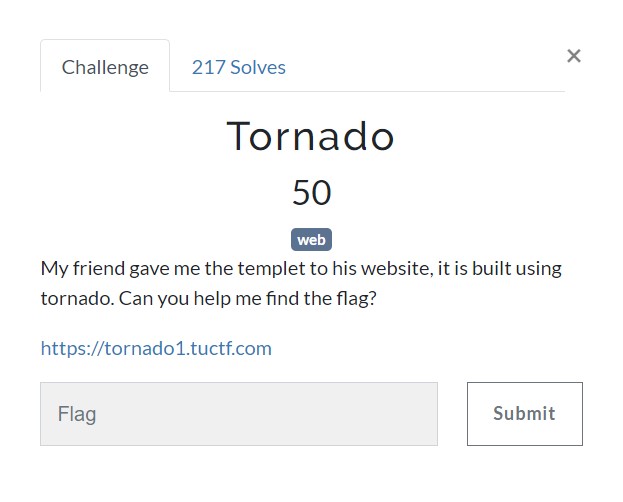 Challenge
217 Solves
×
Tornado
50
web
My friend gave me the templet to his website, it is built using
tornado. Can you help me find the flag?
https://tornado1.tuctf.com
Flag
Submit